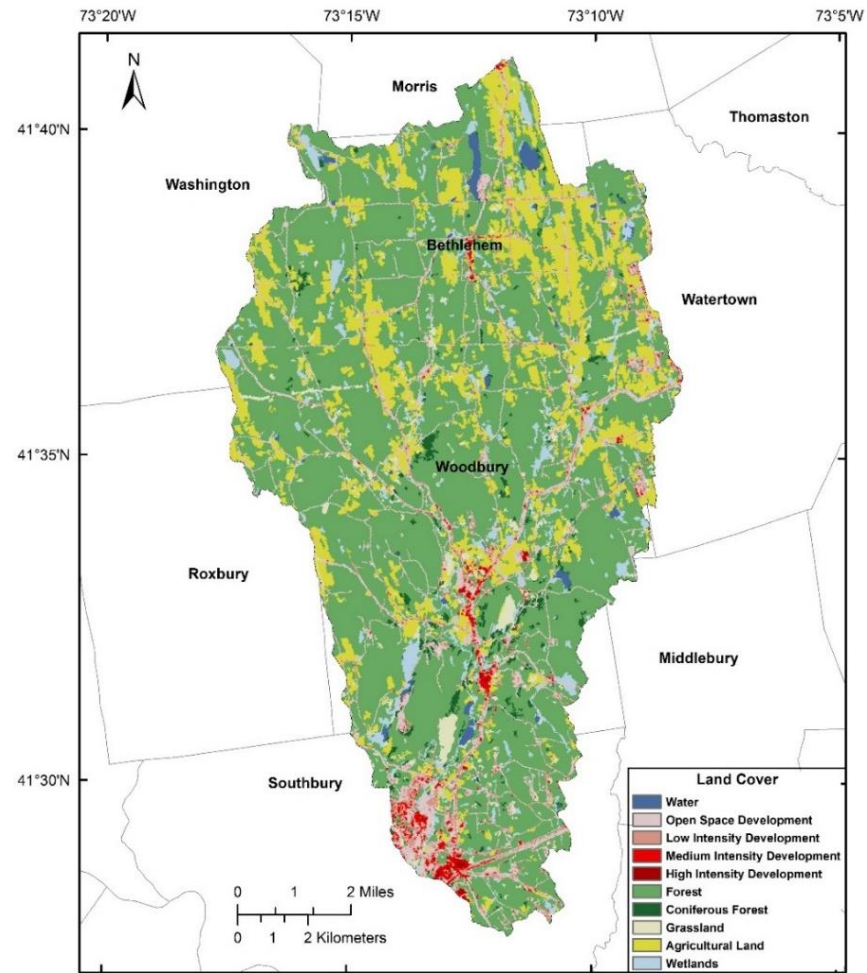 73°20'W 73°15'W 73°10'W 73°5'W
N
Morris
41°40'N
Thomaston
Washington
Bethlehem
Watertown
41°35'N
Woodbury
Roxbury
Middlebury
41°30'N
Southbury
Land Cover
Water
Open Space Development
Low Intensity Development
Medium Intensity Development
High Intensity Development
Forest
Coniferous Forest
Grassland
Agricultural Land
Wetlands
0 1 2 Miles
0 1 2 Kilometers